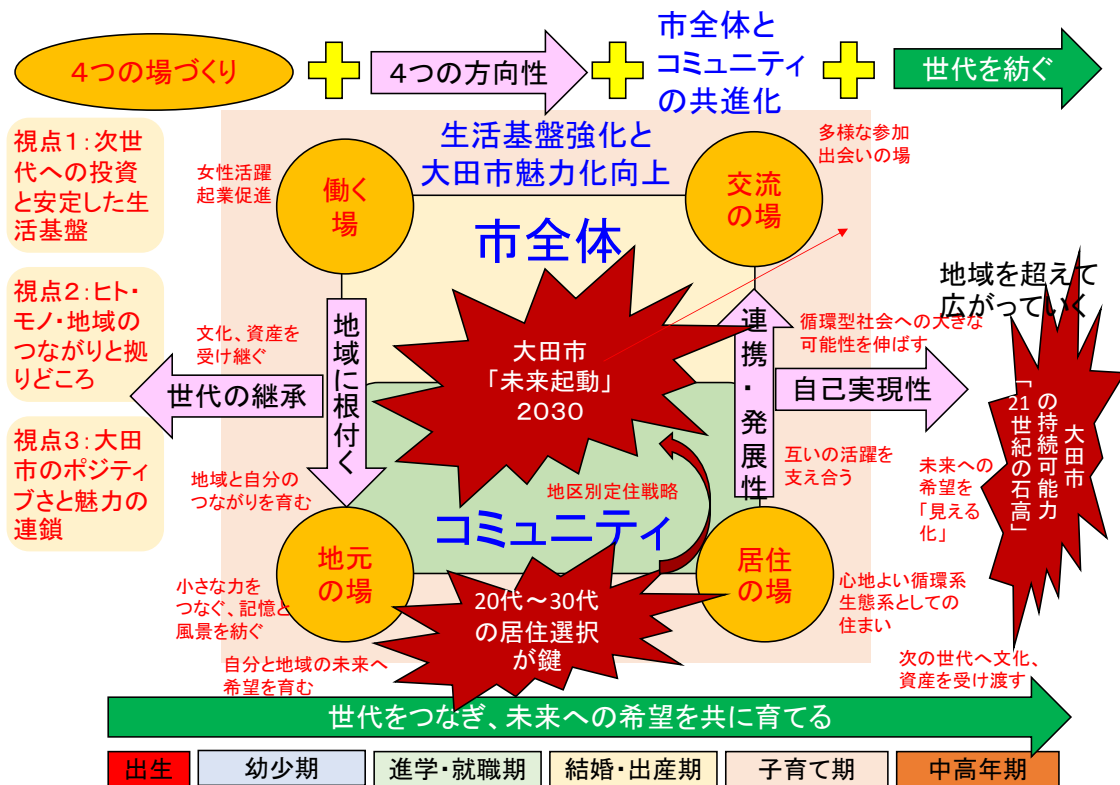 4つの場づくり
4つの方向性
市全体と
コミュニティ
の共進化
世代を紡ぐ
視点1:次世
代への投資
と安定した生
活基盤
視点2:ヒト・
モノ・地域の
つながりと拠
りどころ
視点3:大田
市のポジティ
ブさと魅力の
連鎖
生活基盤強化と
大田市魅力化向上
女性活躍
起業促進
働く
場
交流
の場
多様な参加
出会いの場
市全体
大田市
「未来起動」
2030
地域に根付く
連携・発展性
文化、資産を
受け継ぐ
世代の継承
循環型社会への大きな
可能性を伸ばす
自己実現性
地域を超えて
広がっていく
大田市
の持続可能力
「21世紀の石高」
未来への
希望を
「見える
化」
地域と自分の
つながりを育む
地区別定住戦略
互いの活躍を
支え合う
コミュニティ
地元
の場
居住
の場
小さな力を
つなぐ、記憶と
風景を紡ぐ
20代～30代
の居住選択
が鍵
心地よい循環系
生態系としての
住まい
自分と地域の未来へ
希望を育む
次の世代へ文化、
資産を受け渡す
世代をつなぎ、未来への希望を共に育てる
出生
幼少期
進学・就職期
結婚・出産期
子育て期
中高年期